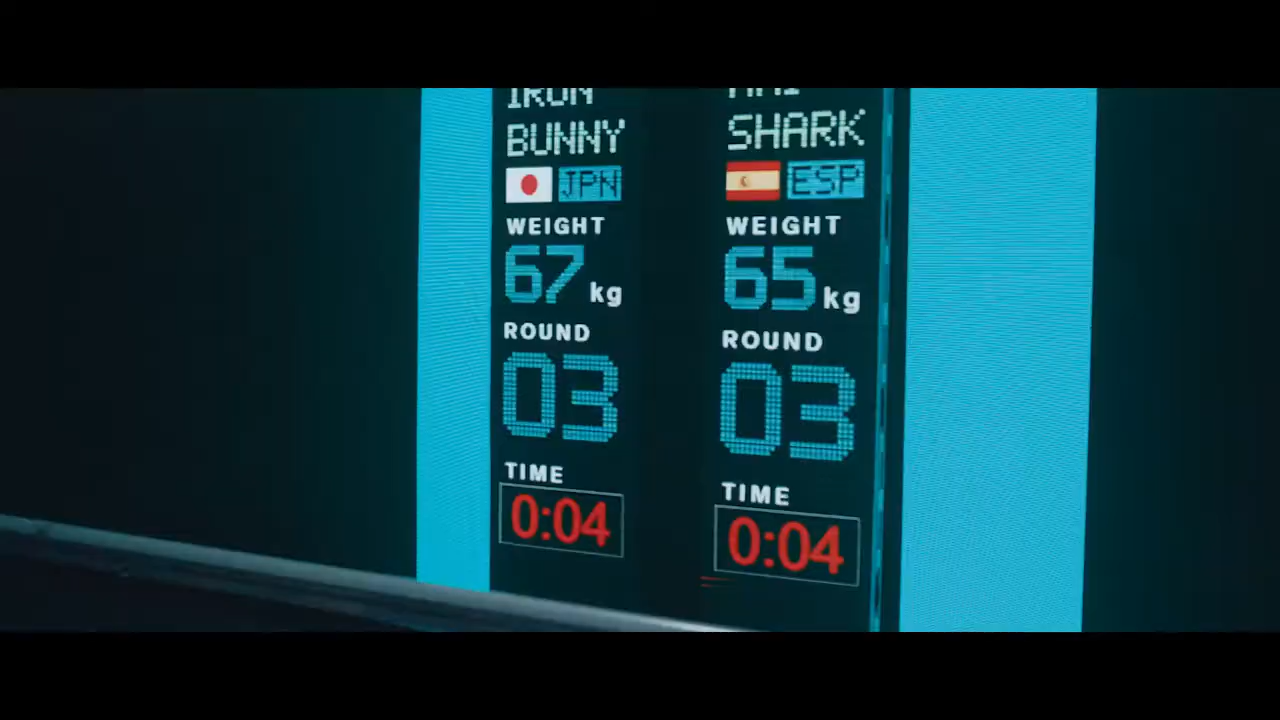 IRON
BUNNY
JPN
WEIGHT
67 kg
ROUND
03
TIME
0:04
SHARK
ESP
WEIGHT
65 kg
ROUND
03
TIME
0:04